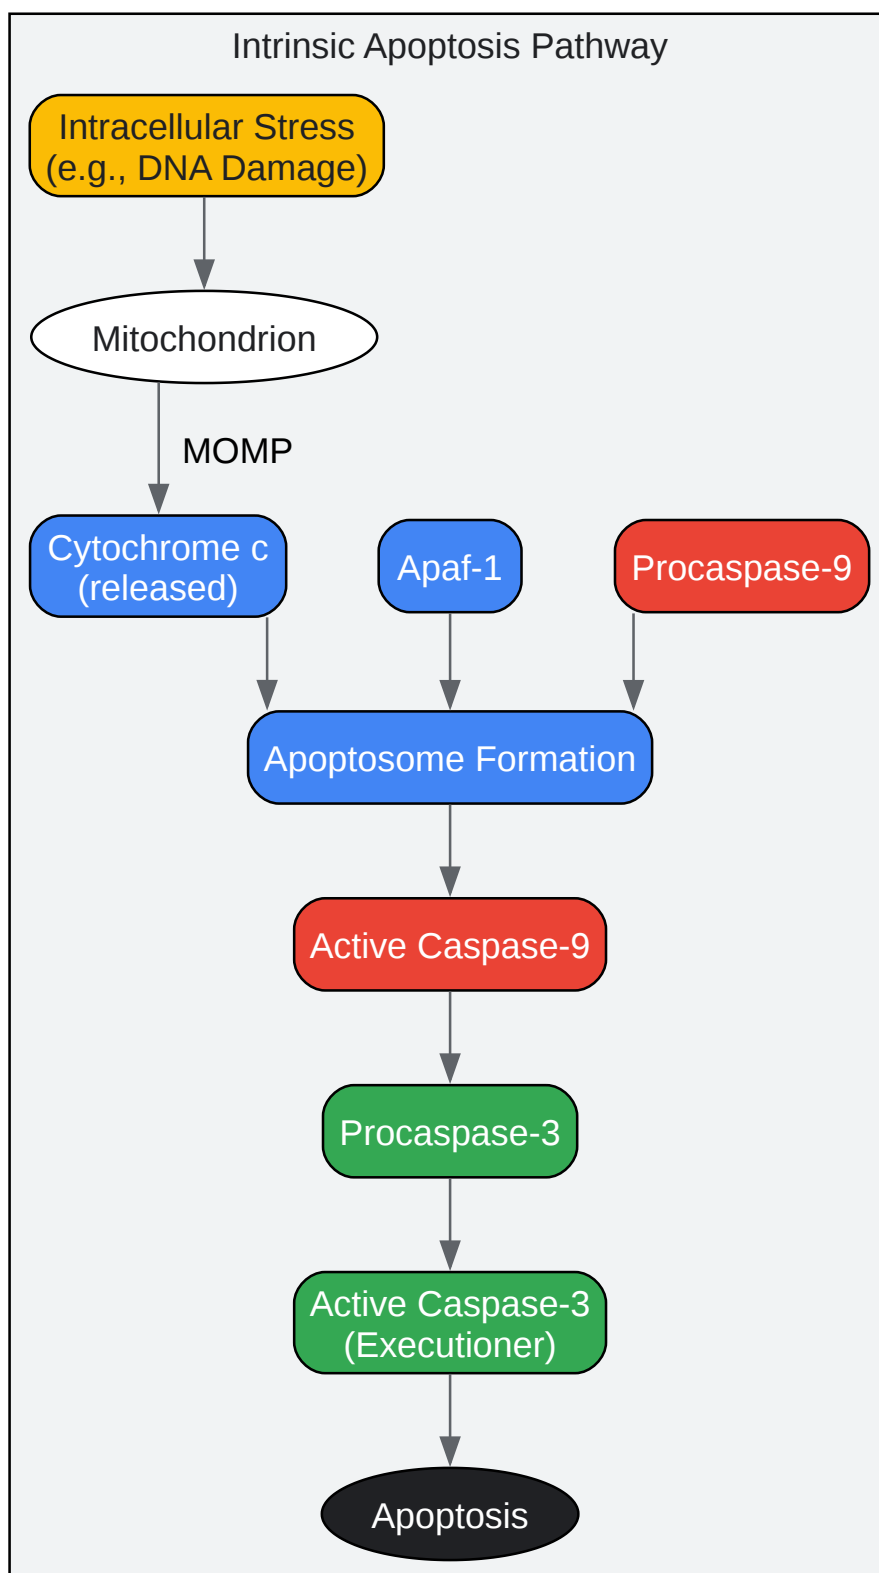 Intrinsic Apoptosis Pathway
Intracellular Stress
(e.g., DNA Damage)
Mitochondrion
MOMP
Cytochrome c
(released)
Apaf-1
Procaspase-9
Apoptosome Formation
Active Caspase-9
Procaspase-3
Active Caspase-3
(Executioner)
Apoptosis